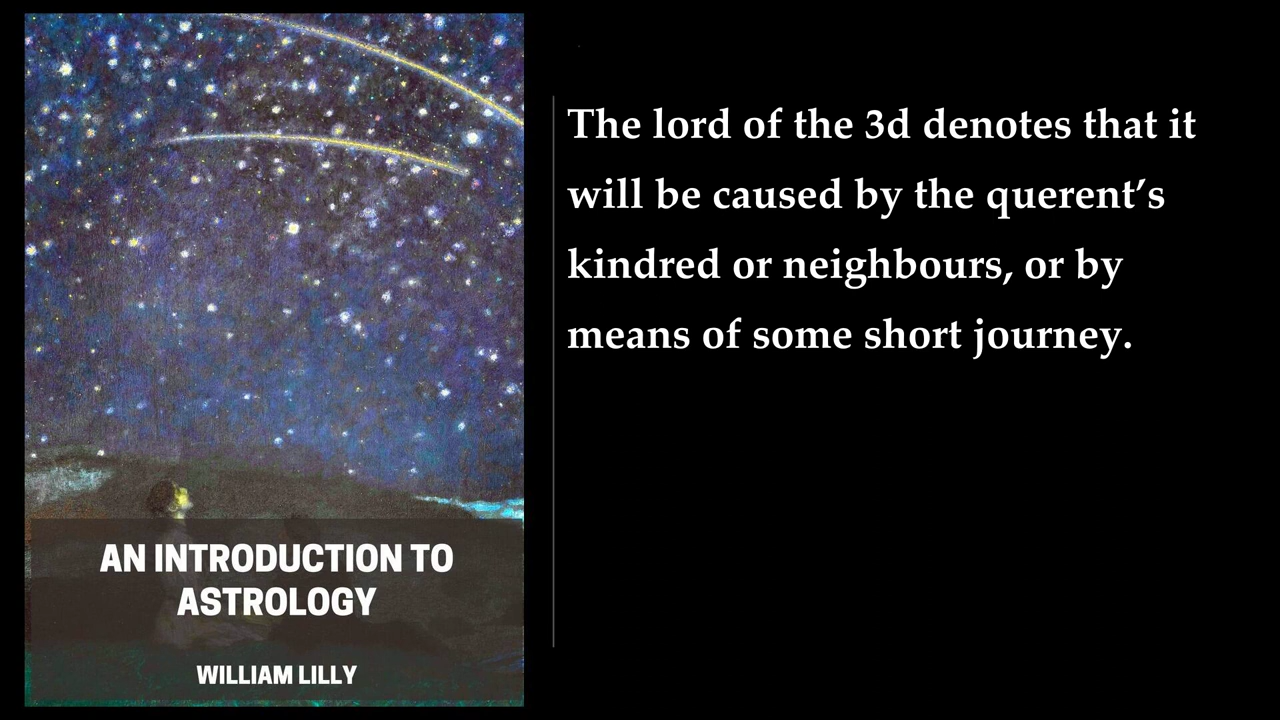 The lord of the 3d denotes that it
will be caused by the querent’s
kindred or neighbours, or by
means of some short journey.
AN INTRODUCTION TO
ASTROLOGY
WILLIAM LILLY